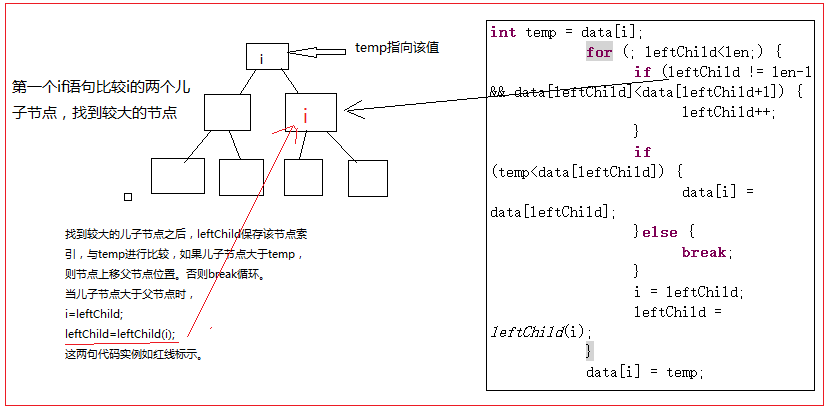 i
temp指向该值
第一个if语句比较i的两个儿
子节点，找到较大的节点
i
找到较大的儿子节点之后，leftChild保存该节点索
引，与temp进行比较，如果儿子节点大于temp，
则节点上移父节点位置。否则break循环。
当儿子节点大于父节点时，
i=leftChild;
leftChild=leftChild(i);
这两句代码实例如红线标示。
int temp = data[i];
for (; leftChild<len;) {
if (leftChild != len-1
&& data[leftChild]<data[leftChild+1]) {
leftChild++;
}
if
(temp<data[leftChild]) {
data[i] =
data[leftChild];
}else {
break;
}
i = leftChild;
leftChild =
leftChild(i);
}
data[i] = temp;